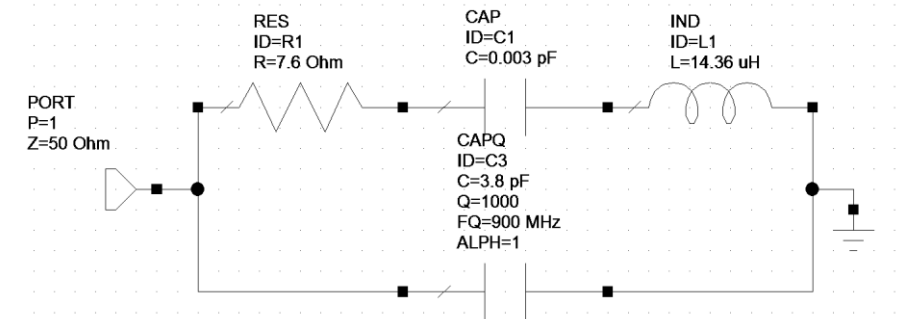 RES
ID=R1
R=7.6 Ohm
CAP
ID=C1
C=0.003 pF
IND
ID=L1
L=14.36 uH
PORT
P=1
Z=50 Ohm
CAPQ
ID=C3
C=3.8 pF
Q=1000
FQ=900 MHz
ALPH=1